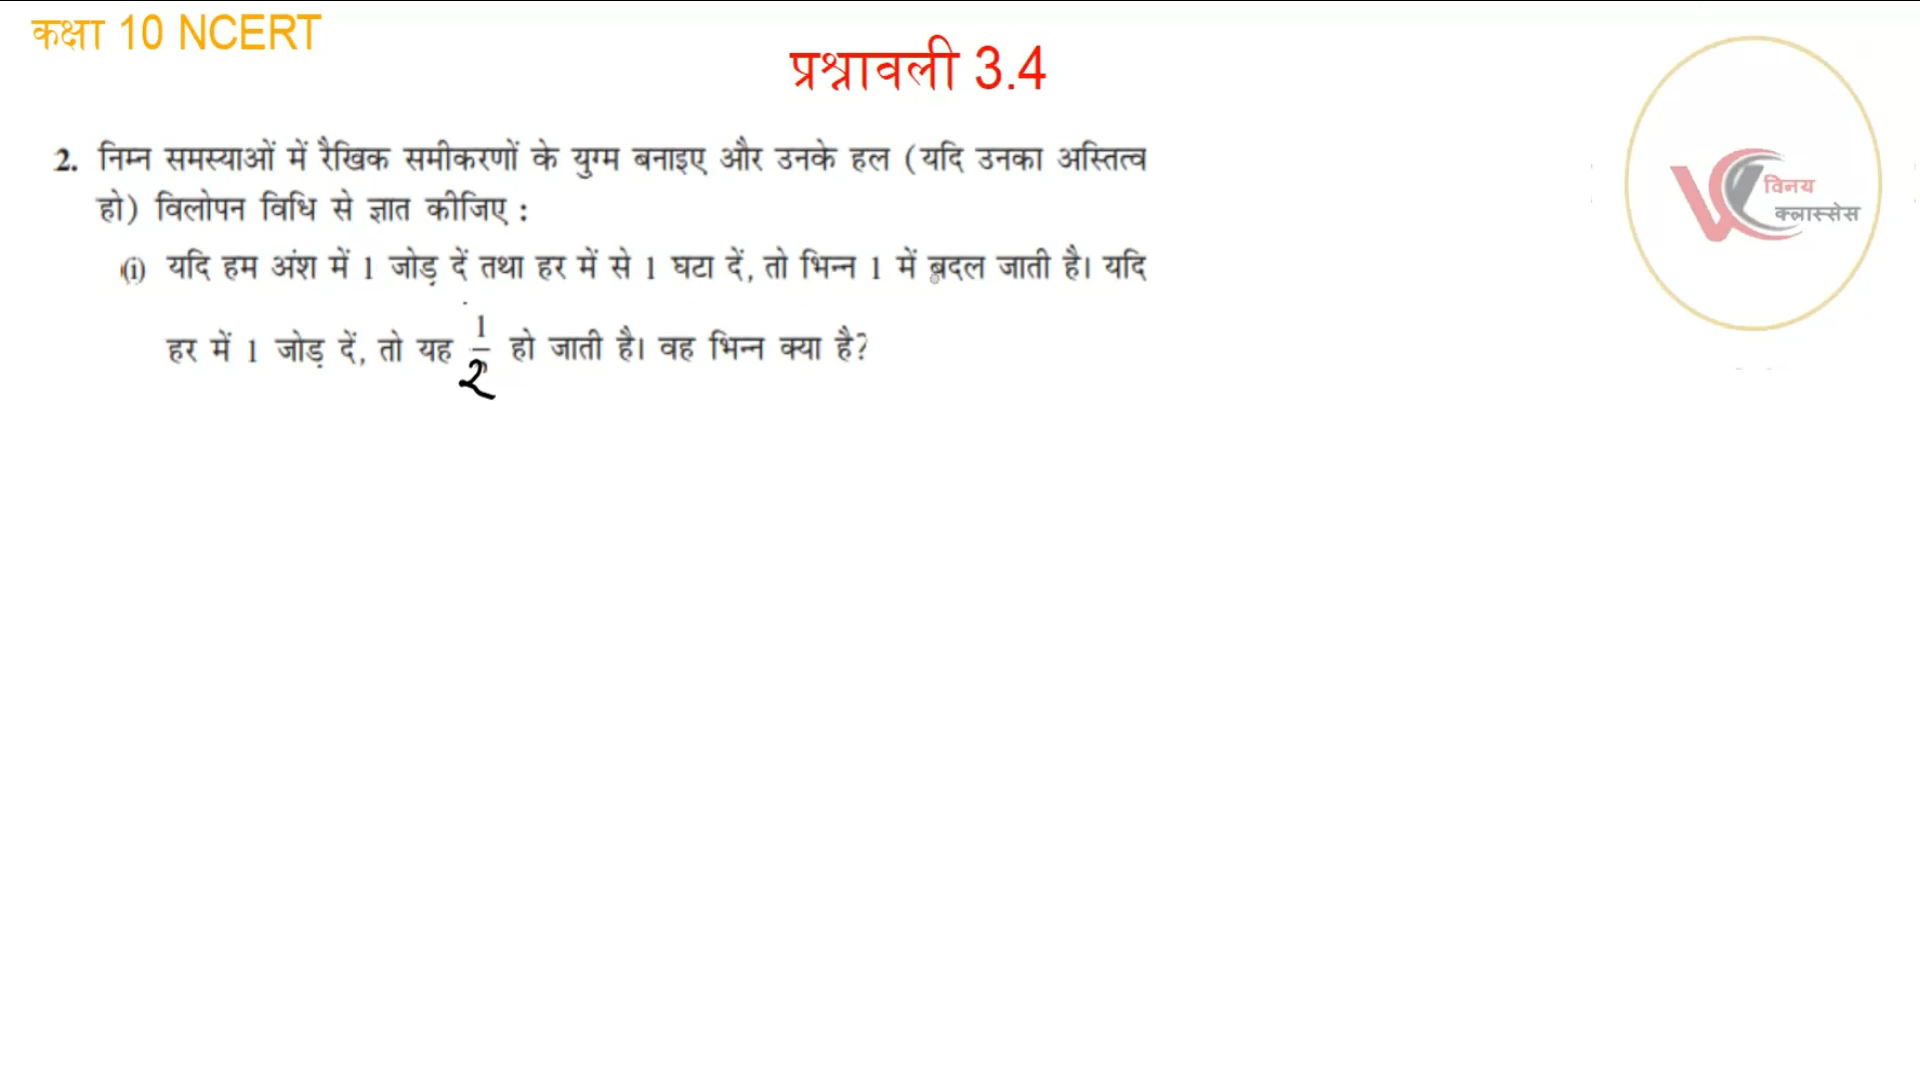 कक्षा 10 NCERT
प्रश्नावली 3.4
विनय
क्लास्सेस
2. निम्न समस्याओं में रैखिक समीकरणों के युग्म बनाइए और उनके हल (यदि उनका अस्तित्व
हो) विलोपन विधि से ज्ञात कीजिए :
(i) यदि हम अंश में 1 जोड़ दें तथा हर में से 1 घटा दें, तो भिन्न 1 में बदल जाती है। यदि
हर में 1 जोड़ दें, तो यह 1/2 हो जाती है। वह भिन्न क्या है?